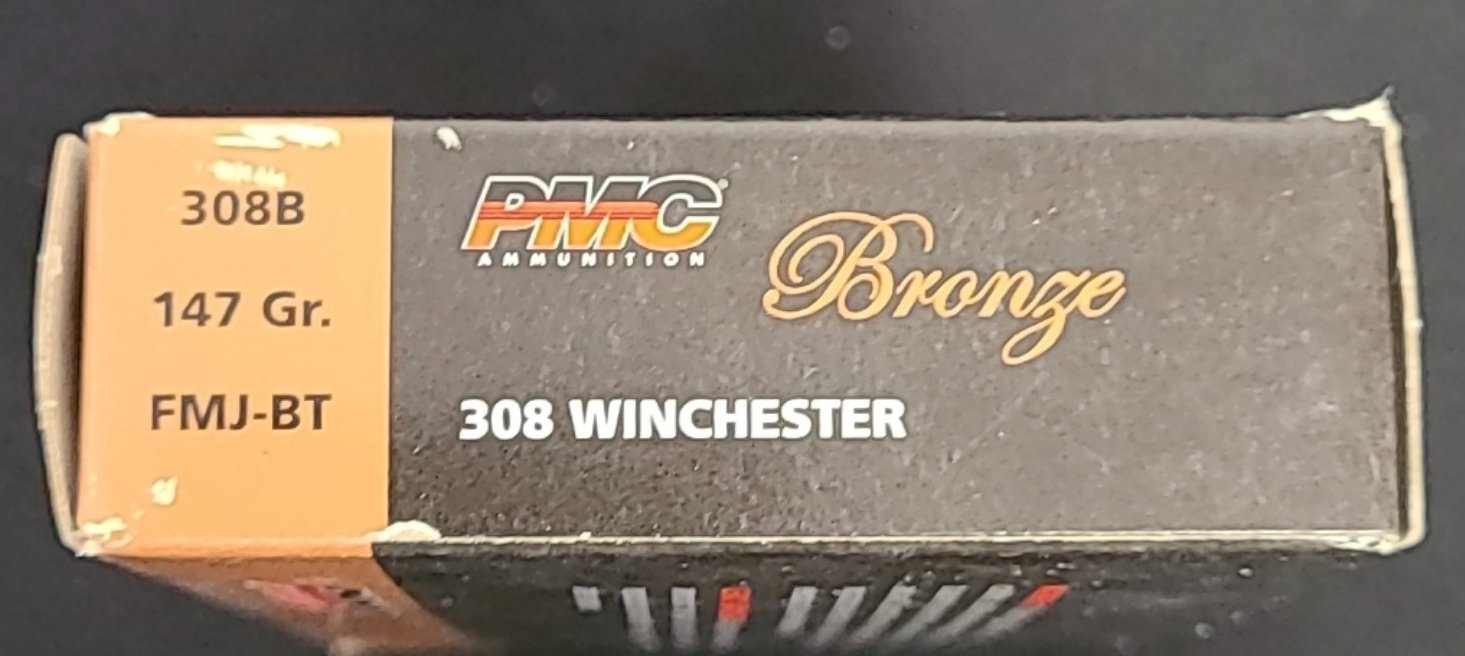 308B
147 Gr.
FMJ-BT
PMC®
AMMUNITION
Bronze
308 WINCHESTER